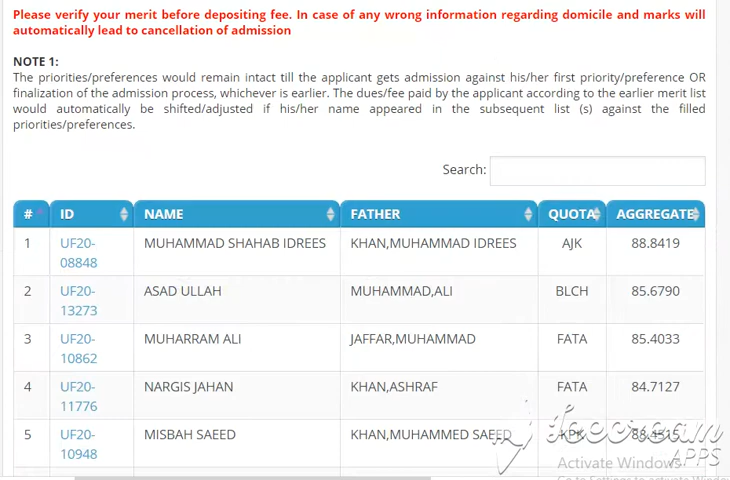 Please verify your merit before depositing fee. In case of any wrong information regarding domicile and marks will
automatically lead to cancellation of admission
NOTE 1:
The priorities/preferences would remain intact till the applicant gets admission against his/her first priority/preference OR
finalization of the admission process, whichever is earlier. The dues/fee paid by the applicant according to the earlier merit list
would automatically be shifted/adjusted if his/her name appeared in the subsequent list (s) against the filled
priorities/preferences.
Search:
# ID NAME FATHER QUOTA AGGREGATE
1 UF20-08848 MUHAMMAD SHAHAB IDREES KHAN,MUHAMMAD IDREES AJK 88.8419
2 UF20-13273 ASAD ULLAH MUHAMMAD,ALI BLCH 85.6790
3 UF20-10862 MUHARRAM ALI JAFFAR,MUHAMMAD FATA 85.4033
4 UF20-11776 NARGIS JAHAN KHAN,ASHRAF FATA 84.7127
5 UF20-10948 MISBAH SAEED KHAN,MUHAMMED SAEED KPK
Icecream
APPS
Activate Windows